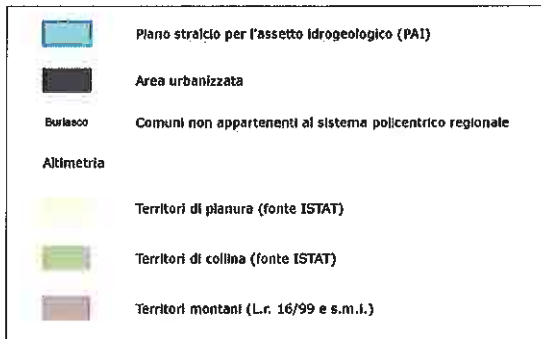 Piano stralcio per l'assetto idrogeologico (PAI)
Area urbanizzata
Buriasco Comuni non appartenenti al sistema policentrico regionale
Altimetria
Territori di pianura (fonte ISTAT)
Territori di collina (fonte ISTAT)
Territori montani (L.r. 16/99 e s.m.i.)